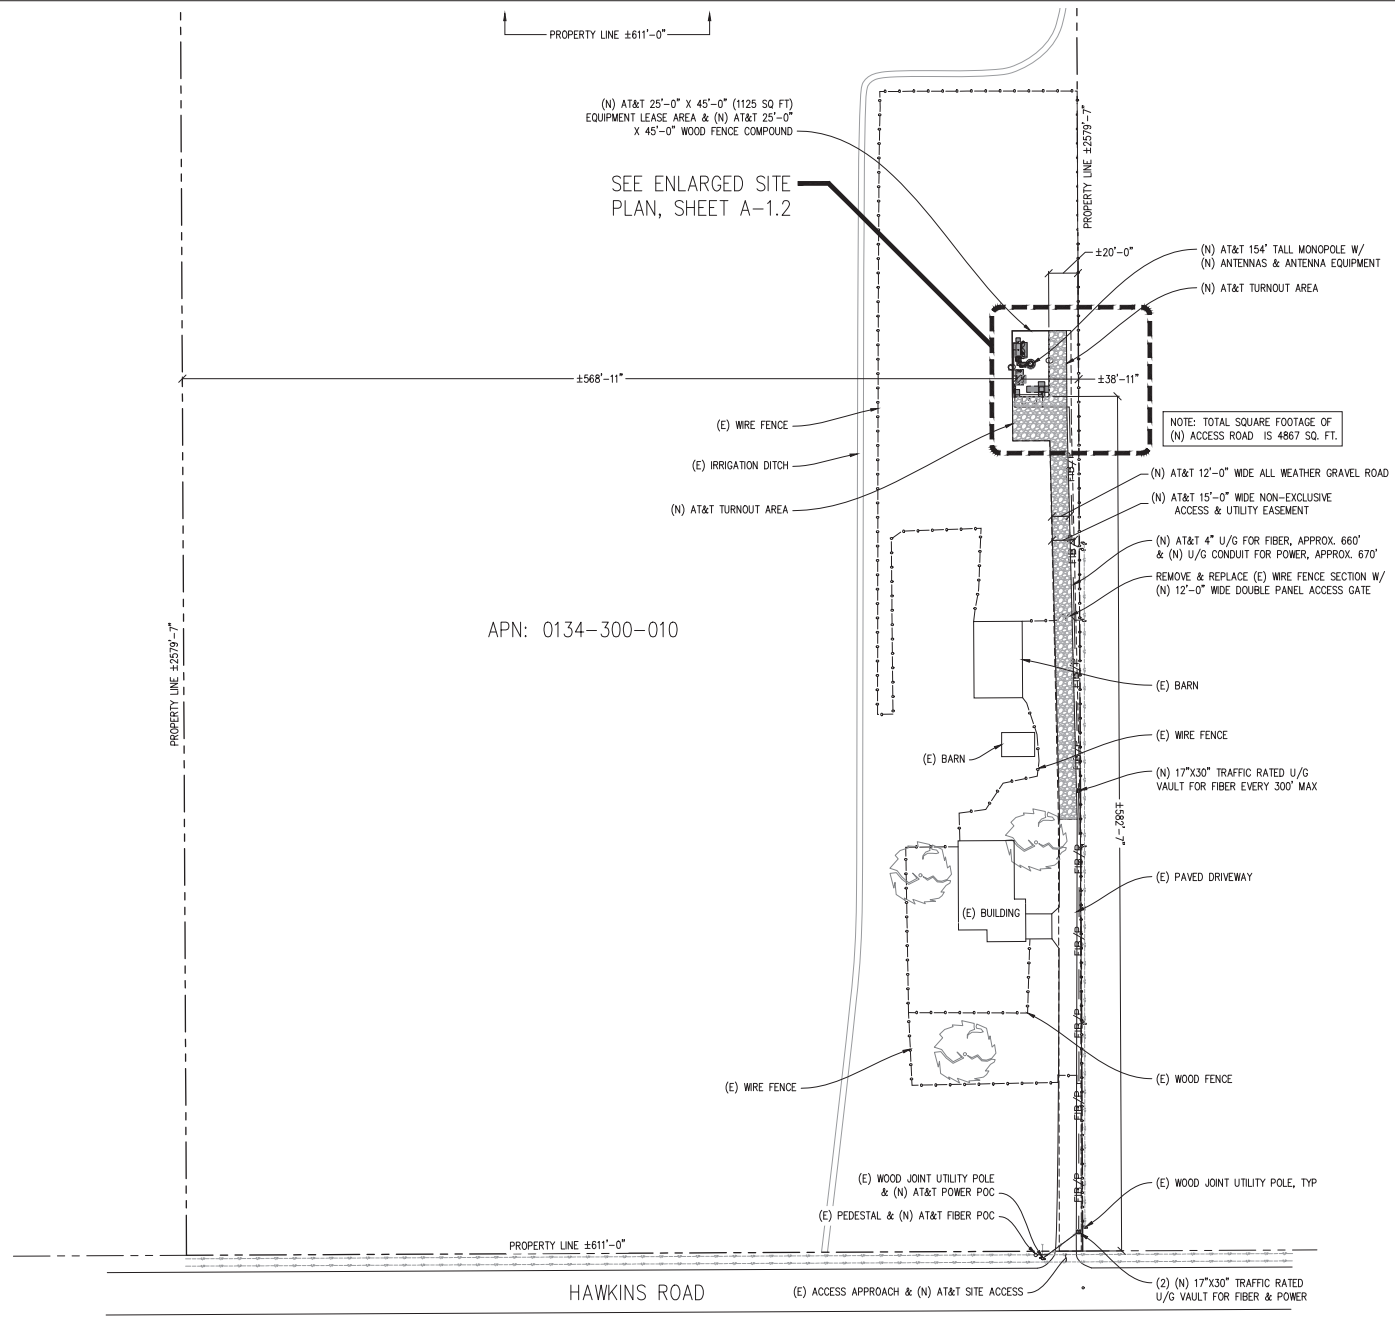 PROPERTY LINE ±611'-0"
(N) AT&T 25'-0" X 45'-0" (1125 SQ FT)
EQUIPMENT LEASE AREA & (N) AT&T 25'-0"
X 45'-0" WOOD FENCE COMPOUND
SEE ENLARGED SITE
PLAN, SHEET A-1.2
PROPERTY LINE ±2579'-7"
±20'-0"
(N) AT&T 154' TALL MONOPOLE W/
(N) ANTENNAS & ANTENNA EQUIPMENT
(N) AT&T TURNOUT AREA
±568'-11"
±38'-11"
NOTE: TOTAL SQUARE FOOTAGE OF
(N) ACCESS ROAD IS 4867 SQ. FT.
(E) WIRE FENCE
(E) IRRIGATION DITCH
(N) AT&T TURNOUT AREA
(N) AT&T 12'-0" WIDE ALL WEATHER GRAVEL ROAD
(N) AT&T 15'-0" WIDE NON-EXCLUSIVE
ACCESS & UTILITY EASEMENT
(N) AT&T 4" U/G FOR FIBER, APPROX. 660'
& (N) U/G CONDUIT FOR POWER, APPROX. 670'
REMOVE & REPLACE (E) WIRE FENCE SECTION W/
(N) 12'-0" WIDE DOUBLE PANEL ACCESS GATE
APN: 0134-300-010
PROPERTY LINE ±2579'-7"
(E) BARN
(E) WIRE FENCE
(E) BARN
(N) 17"X30" TRAFFIC RATED U/G
VAULT FOR FIBER EVERY 300' MAX
±582'-7"
FIB/P
(E) PAVED DRIVEWAY
(E) BUILDING
FIB/P
FIB/P
(E) WOOD FENCE
(E) WIRE FENCE
FIB/P
FIB/P
(E) WOOD JOINT UTILITY POLE
& (N) AT&T POWER POC
(E) WOOD JOINT UTILITY POLE, TYP
(E) PEDESTAL & (N) AT&T FIBER POC
PROPERTY LINE ±611'-0"
HAWKINS ROAD
(E) ACCESS APPROACH & (N) AT&T SITE ACCESS
(2) (N) 17"X30" TRAFFIC RATED
U/G VAULT FOR FIBER & POWER